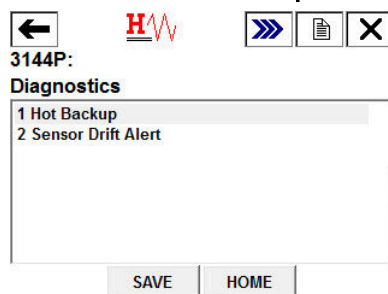 H
3144P:
Diagnostics
1 Hot Backup
2 Sensor Drift Alert
SAVE HOME